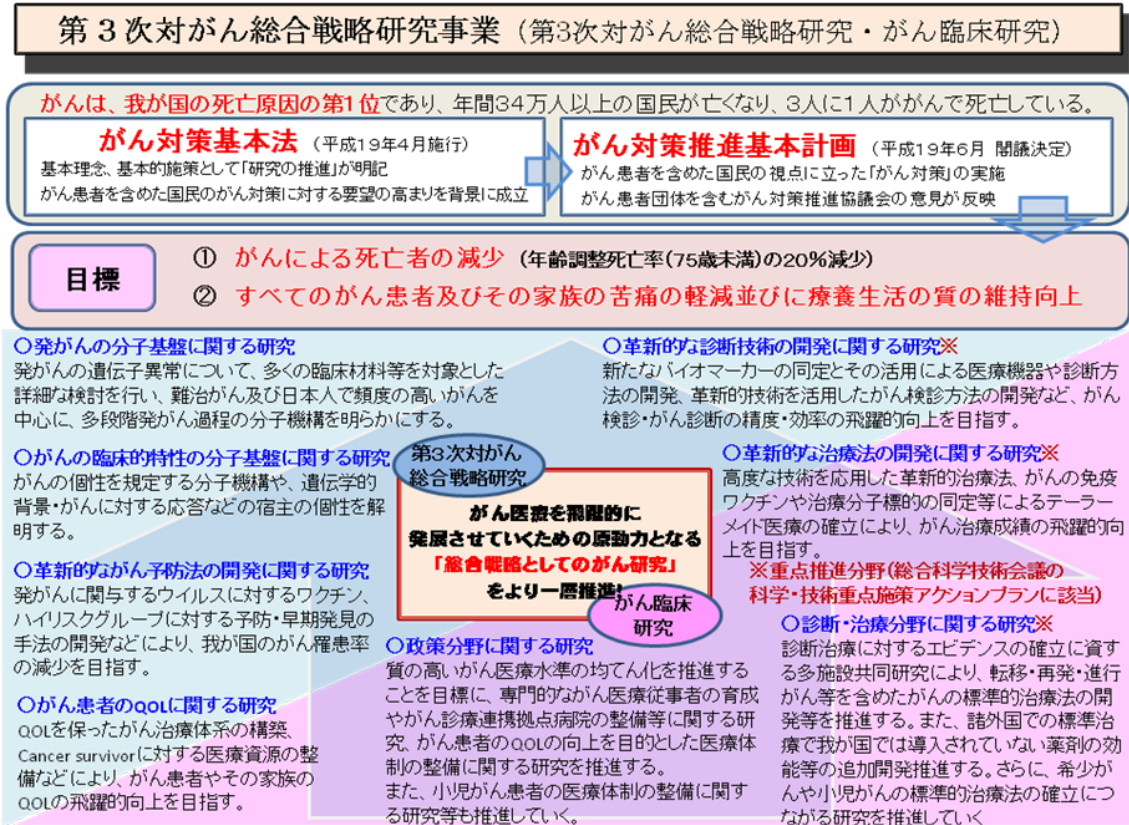 第３次対がん総合戦略研究事業（第3次対がん総合戦略研究・がん臨床研究）
がんは、我が国の死亡原因の第1位であり、年間34万人以上の国民が亡くなり、3人に1人ががんで死亡している。
がん対策基本法（平成19年4月施行）
基本理念、基本的施策として「研究の推進」が明記
がん患者を含めた国民のがん対策に対する要望の高まりを背景に成立
がん対策推進基本計画（平成19年6月 閣議決定）
がん患者を含めた国民の視点に立った「がん対策」の実施
がん患者団体を含むがん対策推進協議会の意見が反映
目標
① がんによる死亡者の減少（年齢調整死亡率(75歳未満)の20%減少）
② すべてのがん患者及びその家族の苦痛の軽減並びに療養生活の質の維持向上
○発がんの分子基盤に関する研究
発がんの遺伝子異常について、多くの臨床材料等を対象とした
詳細な検討を行い、難治がん及び日本人で頻度の高いがんを
中心に、多段階発がん過程の分子機構を明らかにする。
○がんの臨床的特性の分子基盤に関する研究
がんの個性を規定する分子機構や、遺伝学的
背景・がんに対する応答などの宿主の個性を解
明する。
○革新的ながん予防法の開発に関する研究
発がんに関与するウイルスに対するワクチン、
ハイリスクグループに対する予防・早期発見の
手法の開発などにより、我が国のがん罹患率
の減少を目指す。
○がん患者のQOLに関する研究
QOLを保ったがん治療体系の構築、
Cancer survivorに対する医療資源の整
備などにより、がん患者やその家族の
QOLの飛躍的向上を目指す。
第３次対がん
総合戦略研究
がん医療を飛躍的に
発展させていくための原動力となる
「総合戦略としてのがん研究」
をより一層推進!
がん臨床
研究
○政策分野に関する研究
質の高いがん医療水準の均てん化を推進する
ことを目標に、専門的ながん医療従事者の育成
やがん診療連携拠点病院の整備等に関する研
究、がん患者のQOLの向上を目的とした医療体
制の整備に関する研究を推進する。
また、小児がん患者の医療体制の整備に関す
る研究等も推進していく。
○革新的な診断技術の開発に関する研究※
新たなバイオマーカーの同定とその活用による医療機器や診断方
法の開発、革新的技術を活用したがん検診方法の開発など、がん
検診・がん診断の精度・効率の飛躍的向上を目指す。
○革新的な治療法の開発に関する研究※
高度な技術を応用した革新的治療法、がんの免疫
ワクチンや治療分子標的の同定等によるテーラー
メイド医療の確立により、がん治療成績の飛躍的向
上を目指す。
※重点推進分野(総合科学技術会議の
科学・技術重点施策アクションプランに該当)
○診断・治療分野に関する研究※
診断治療に対するエビデンスの確立に資す
る多施設共同研究により、転移・再発・進行
がん等を含めたがんの標準的治療法の開
発等を推進する。また、諸外国での標準治
療で我が国では導入されていない薬剤の効
能等の追加開発推進する。さらに、希少が
んや小児がんの標準的治療法の確立につ
ながる研究を推進していく